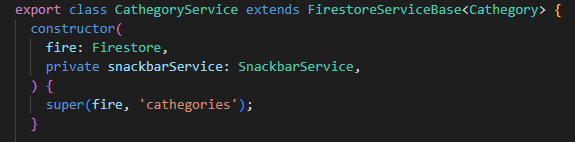 export class CathegoryService extends FirestoreServiceBase<Cathegory> {
  constructor(
    fire: Firestore,
    private snackbarService: SnackbarService,
  ) {
    super(fire, 'cathegories');
  }